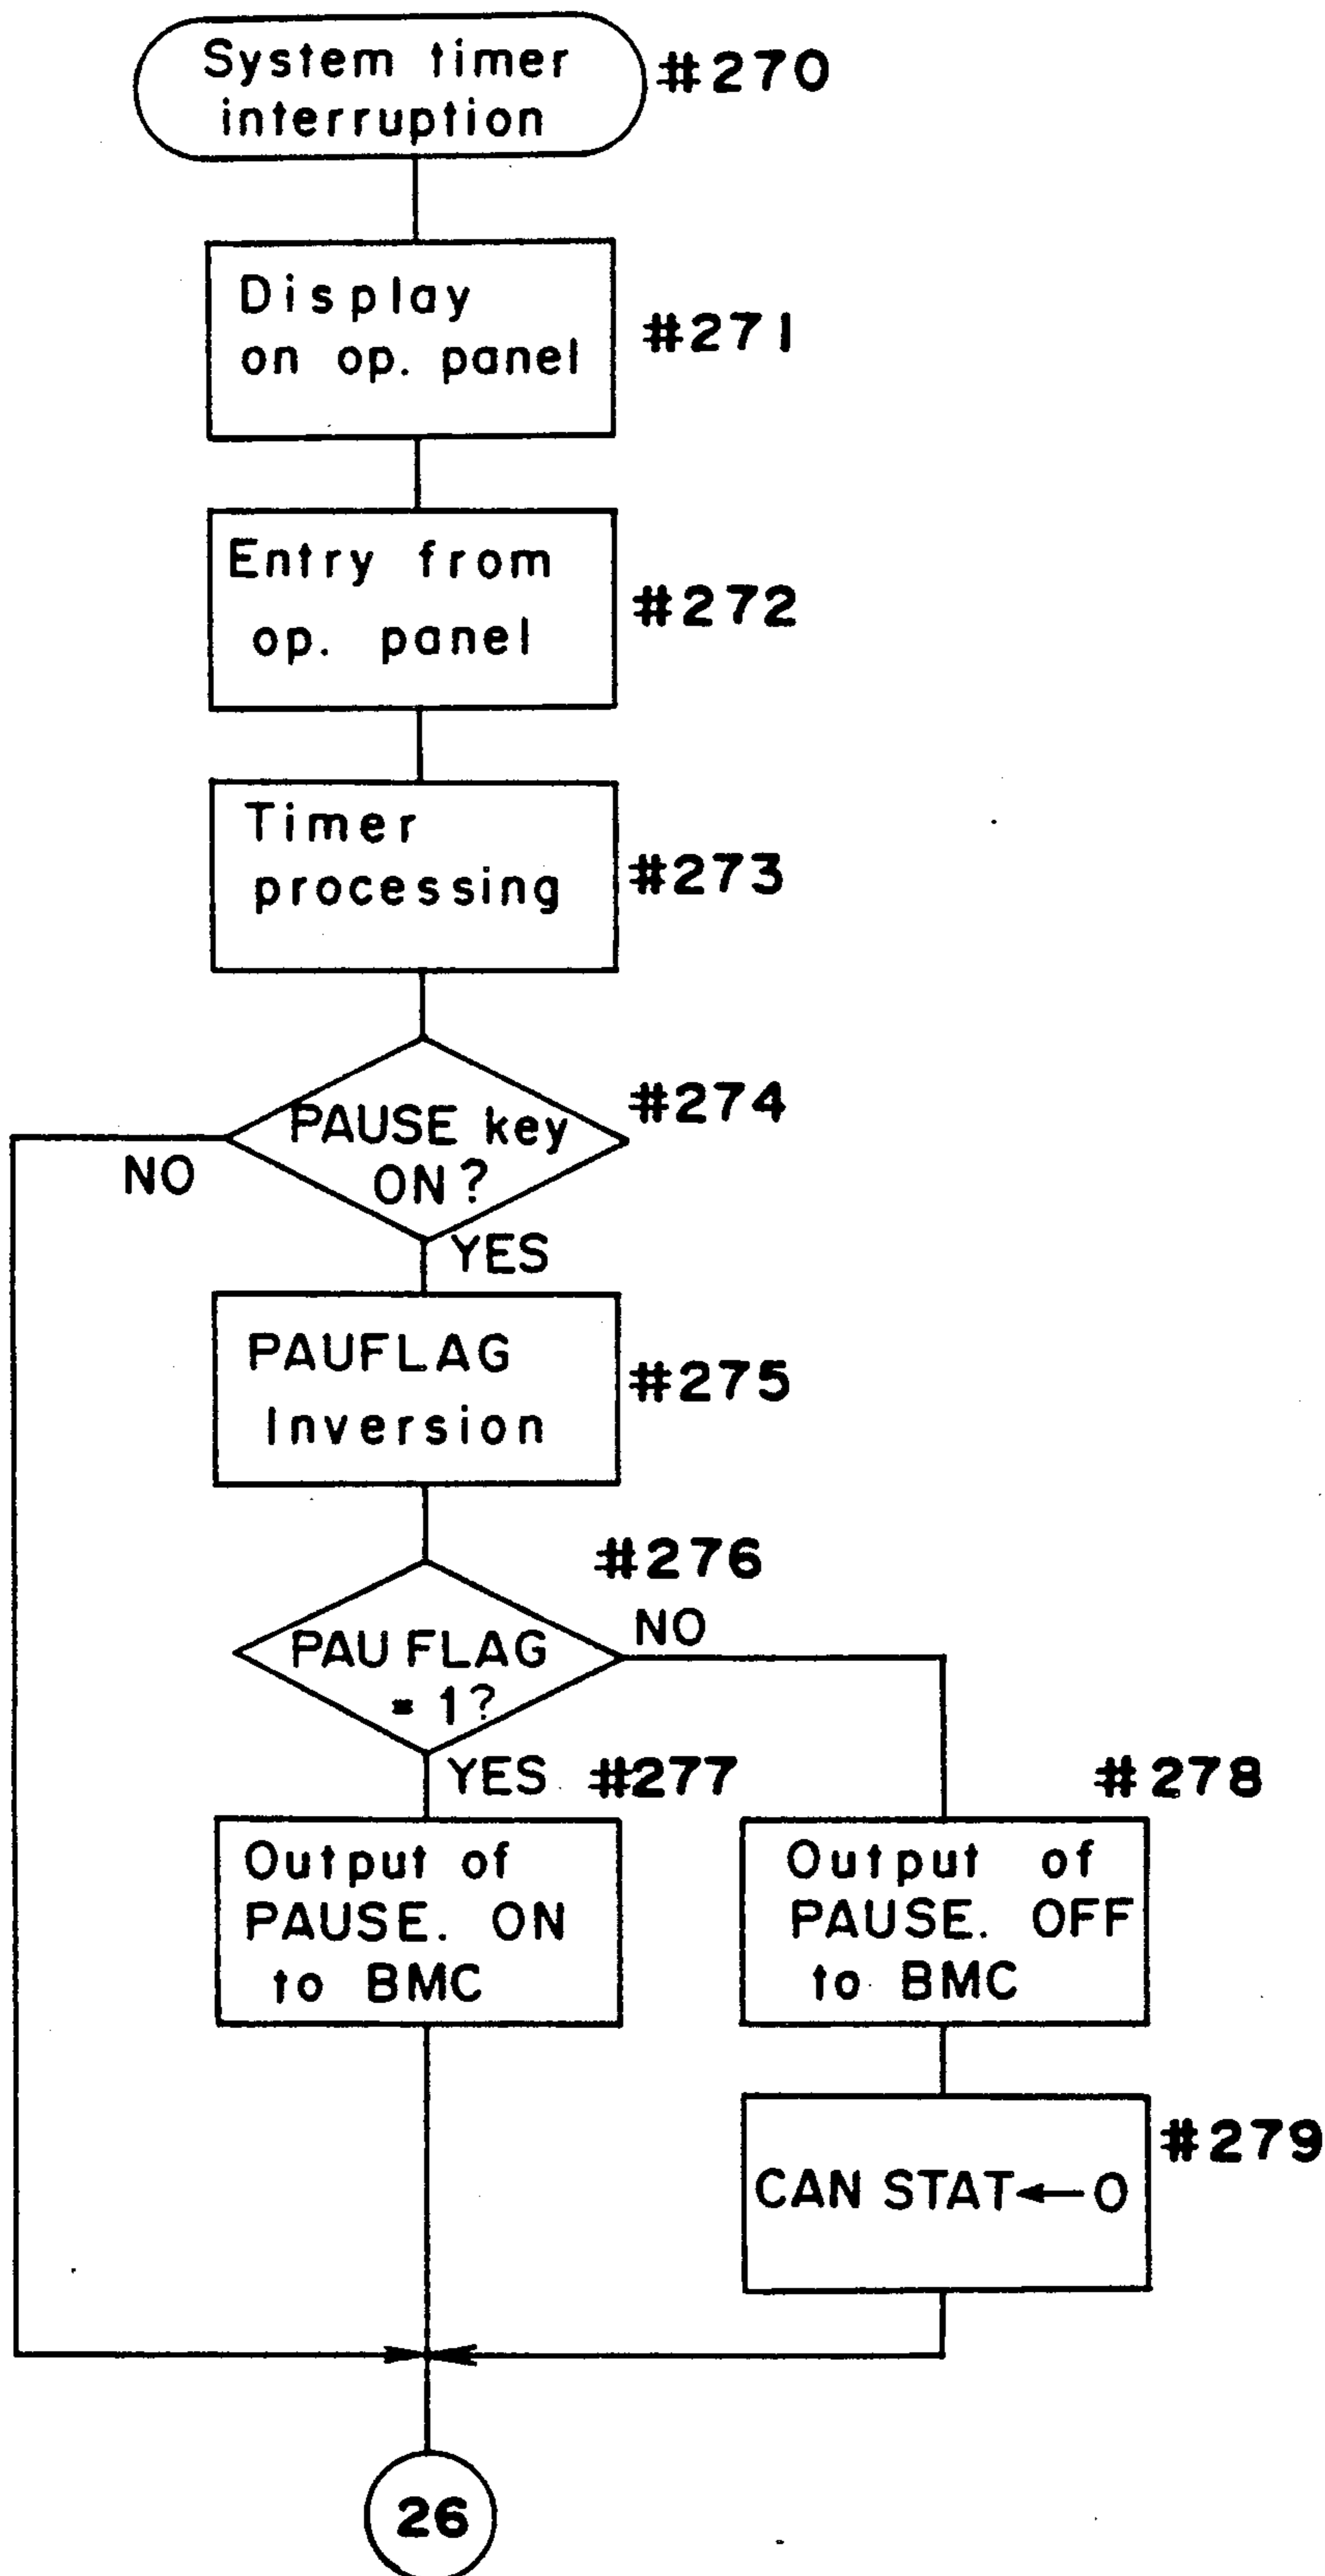 System timer
interruption
#270
Display
on op. panel
#271
Entry from
op. panel
#272
Timer
processing
#273
PAUSE key
ON?
#274
NO
YES
PAUFLAG
Inversion
#275
#276
PAU FLAG
= 1?
NO
YES
#277
#278
Output of
PAUSE. ON
to BMC
Output of
PAUSE. OFF
to BMC
CAN STAT←0
#279
26